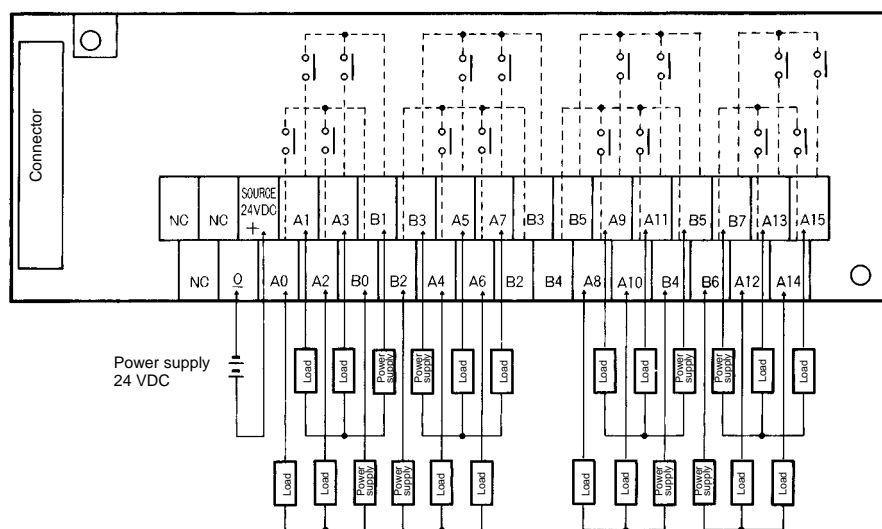 Connector
NC NC SOURCE 24VDC + A1 A3 B1 B3 A5 A7 B3 B5 A9 A11 B5 B7 A13 A15
NC 0 A0 A2 B0 B2 A4 A6 B2 B4 A8 A10 B4 B6 A12 A14
Power supply
24 VDC
Load Load Power supply Power supply Load Load Load Load Power supply Power supply Load Load
Load Load Power supply Power supply Load Load Load Load Power supply Power supply Load Load